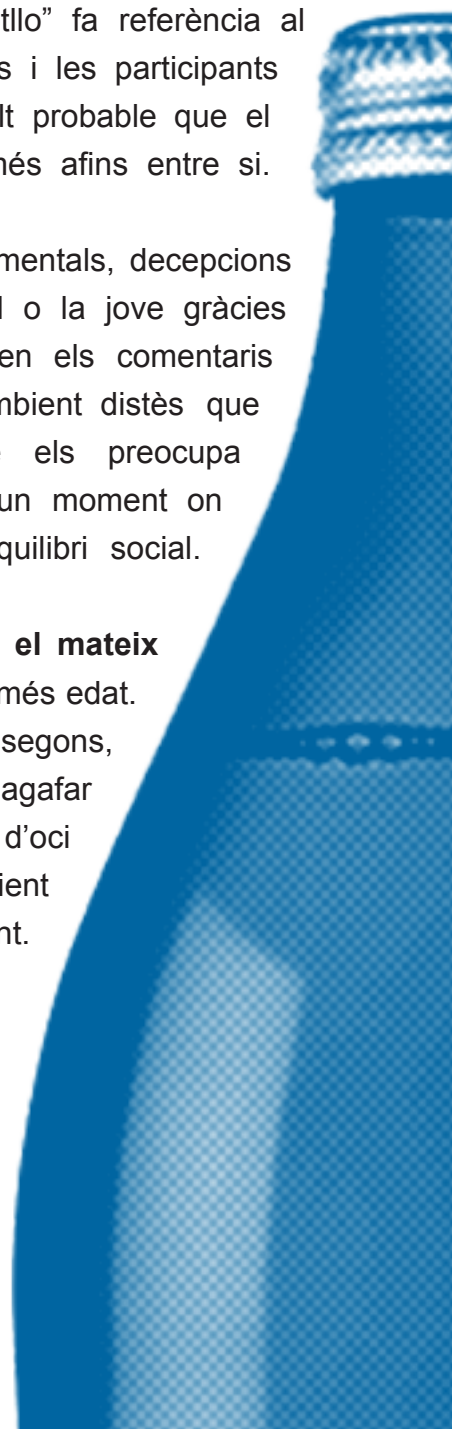 tllo” fa referència al
s i les participants
lt probable que el
més afins entre si.
mentals, decepcions
l o la jove gràcies
en els comentaris
mbient distès que
els preocupa
un moment on
quilibri social.
el mateix
més edat.
segons,
agafar
d’oci
ient
nt.